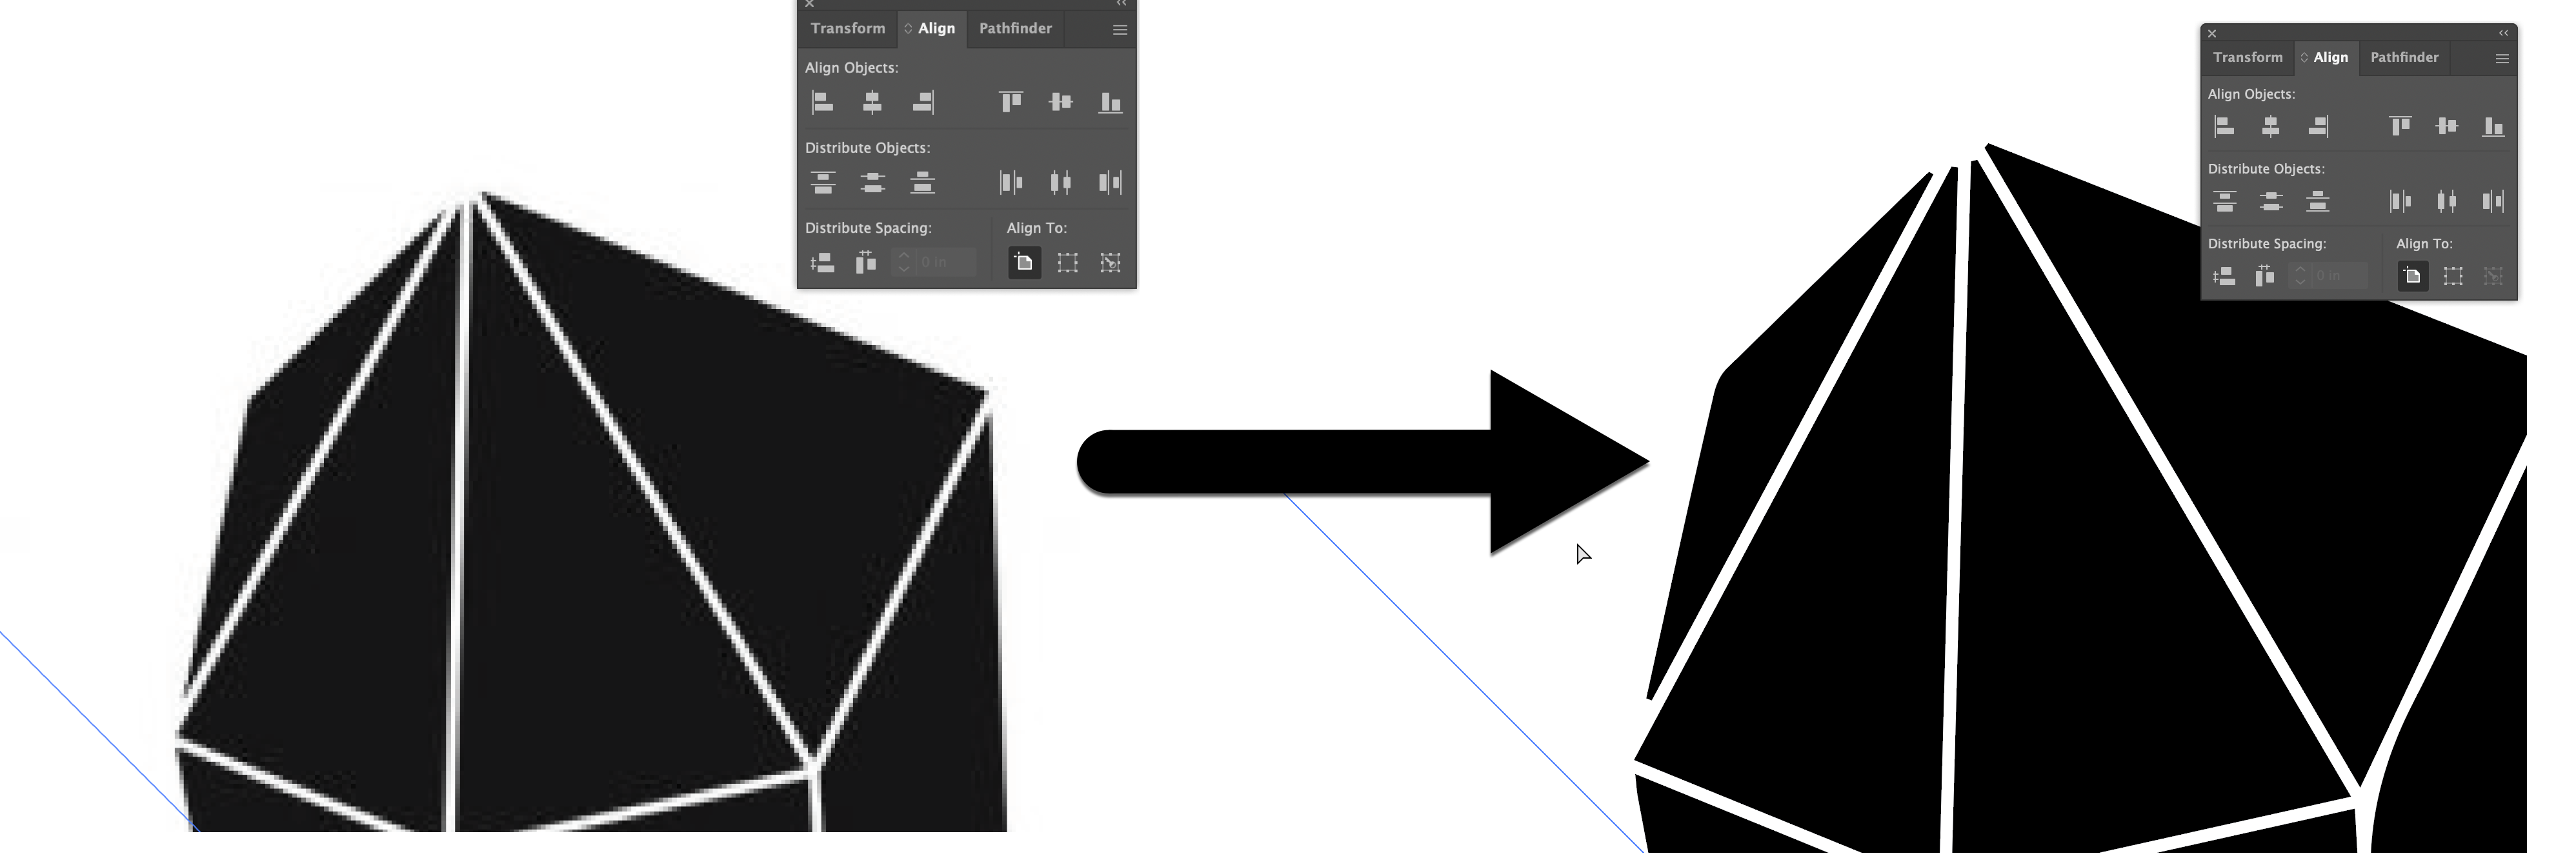 Transform Align Pathfinder
Align Objects:
Distribute Objects:
Distribute Spacing: Align To:
0 in
Transform Align Pathfinder
Align Objects:
Distribute Objects:
Distribute Spacing: Align To:
0 in